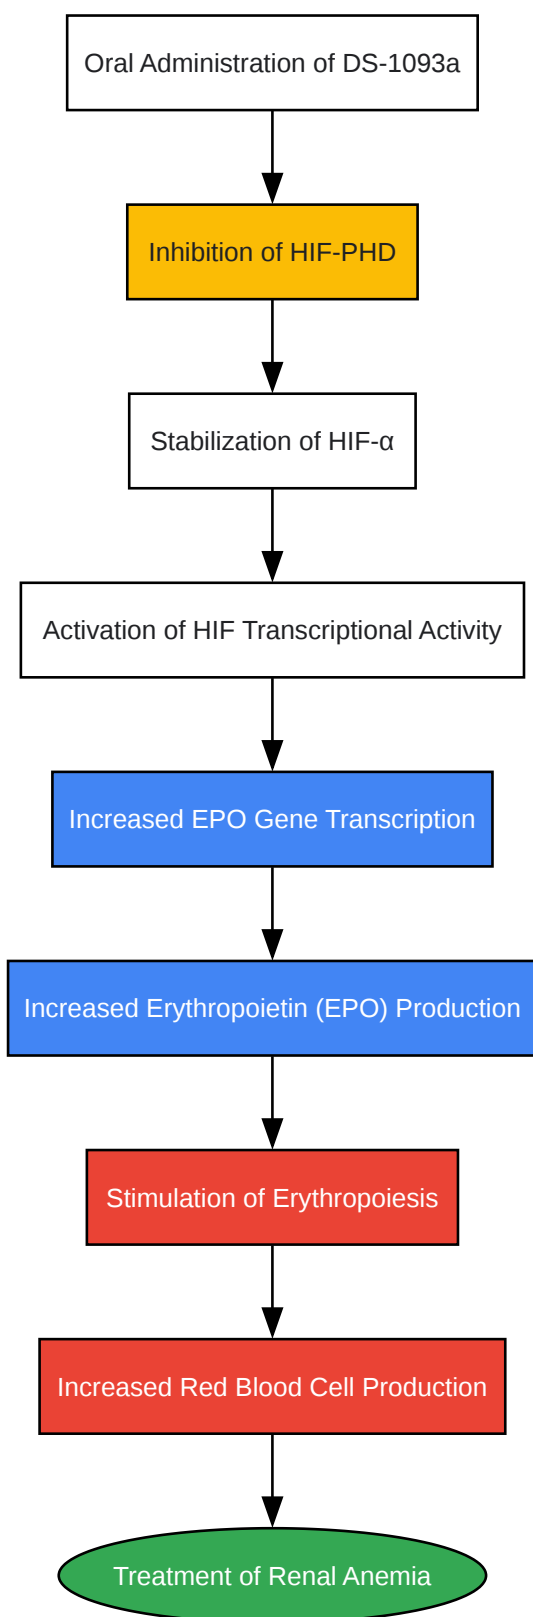 Oral Administration of DS-1093a
Inhibition of HIF-PHD
Stabilization of HIF-α
Activation of HIF Transcriptional Activity
Increased EPO Gene Transcription
Increased Erythropoietin (EPO) Production
Stimulation of Erythropoiesis
Increased Red Blood Cell Production
Treatment of Renal Anemia